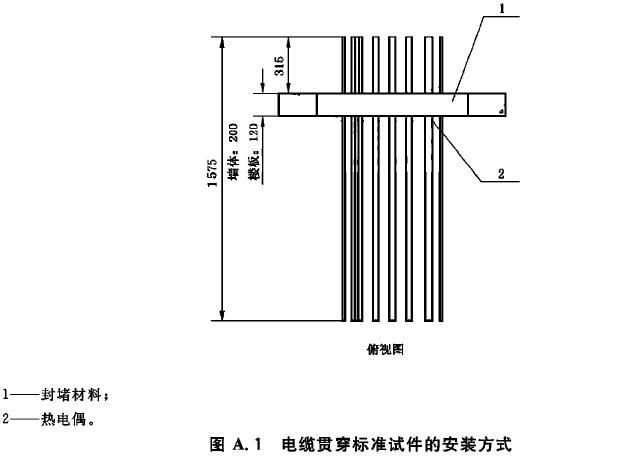 1
315
1575
墙体：200
楼板：120
2
俯视图
1——封堵材料；
2——热电偶。
图 A.1 电缆贯穿标准试件的安装方式